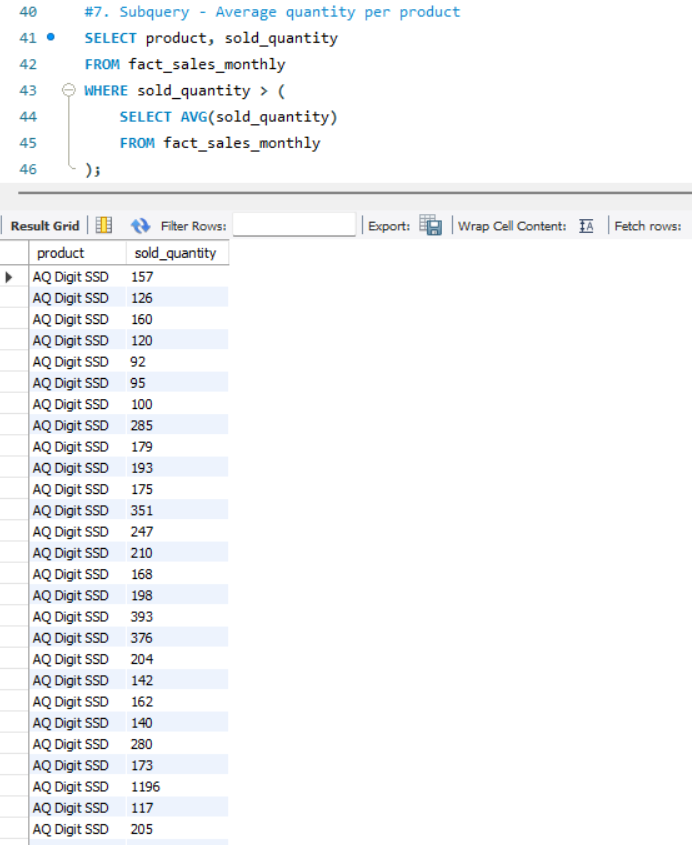 40 #7. Subquery - Average quantity per product
41 SELECT product, sold_quantity
42 FROM fact_sales_monthly
43 WHERE sold_quantity > (
44 SELECT AVG(sold_quantity)
45 FROM fact_sales_monthly
46 );
Result Grid Filter Rows: Export: Wrap Cell Content: Fetch rows:
product sold_quantity
AQ Digit SSD 157
AQ Digit SSD 126
AQ Digit SSD 160
AQ Digit SSD 120
AQ Digit SSD 92
AQ Digit SSD 95
AQ Digit SSD 100
AQ Digit SSD 285
AQ Digit SSD 179
AQ Digit SSD 193
AQ Digit SSD 175
AQ Digit SSD 351
AQ Digit SSD 247
AQ Digit SSD 210
AQ Digit SSD 168
AQ Digit SSD 198
AQ Digit SSD 393
AQ Digit SSD 376
AQ Digit SSD 204
AQ Digit SSD 142
AQ Digit SSD 162
AQ Digit SSD 140
AQ Digit SSD 280
AQ Digit SSD 173
AQ Digit SSD 1196
AQ Digit SSD 117
AQ Digit SSD 205